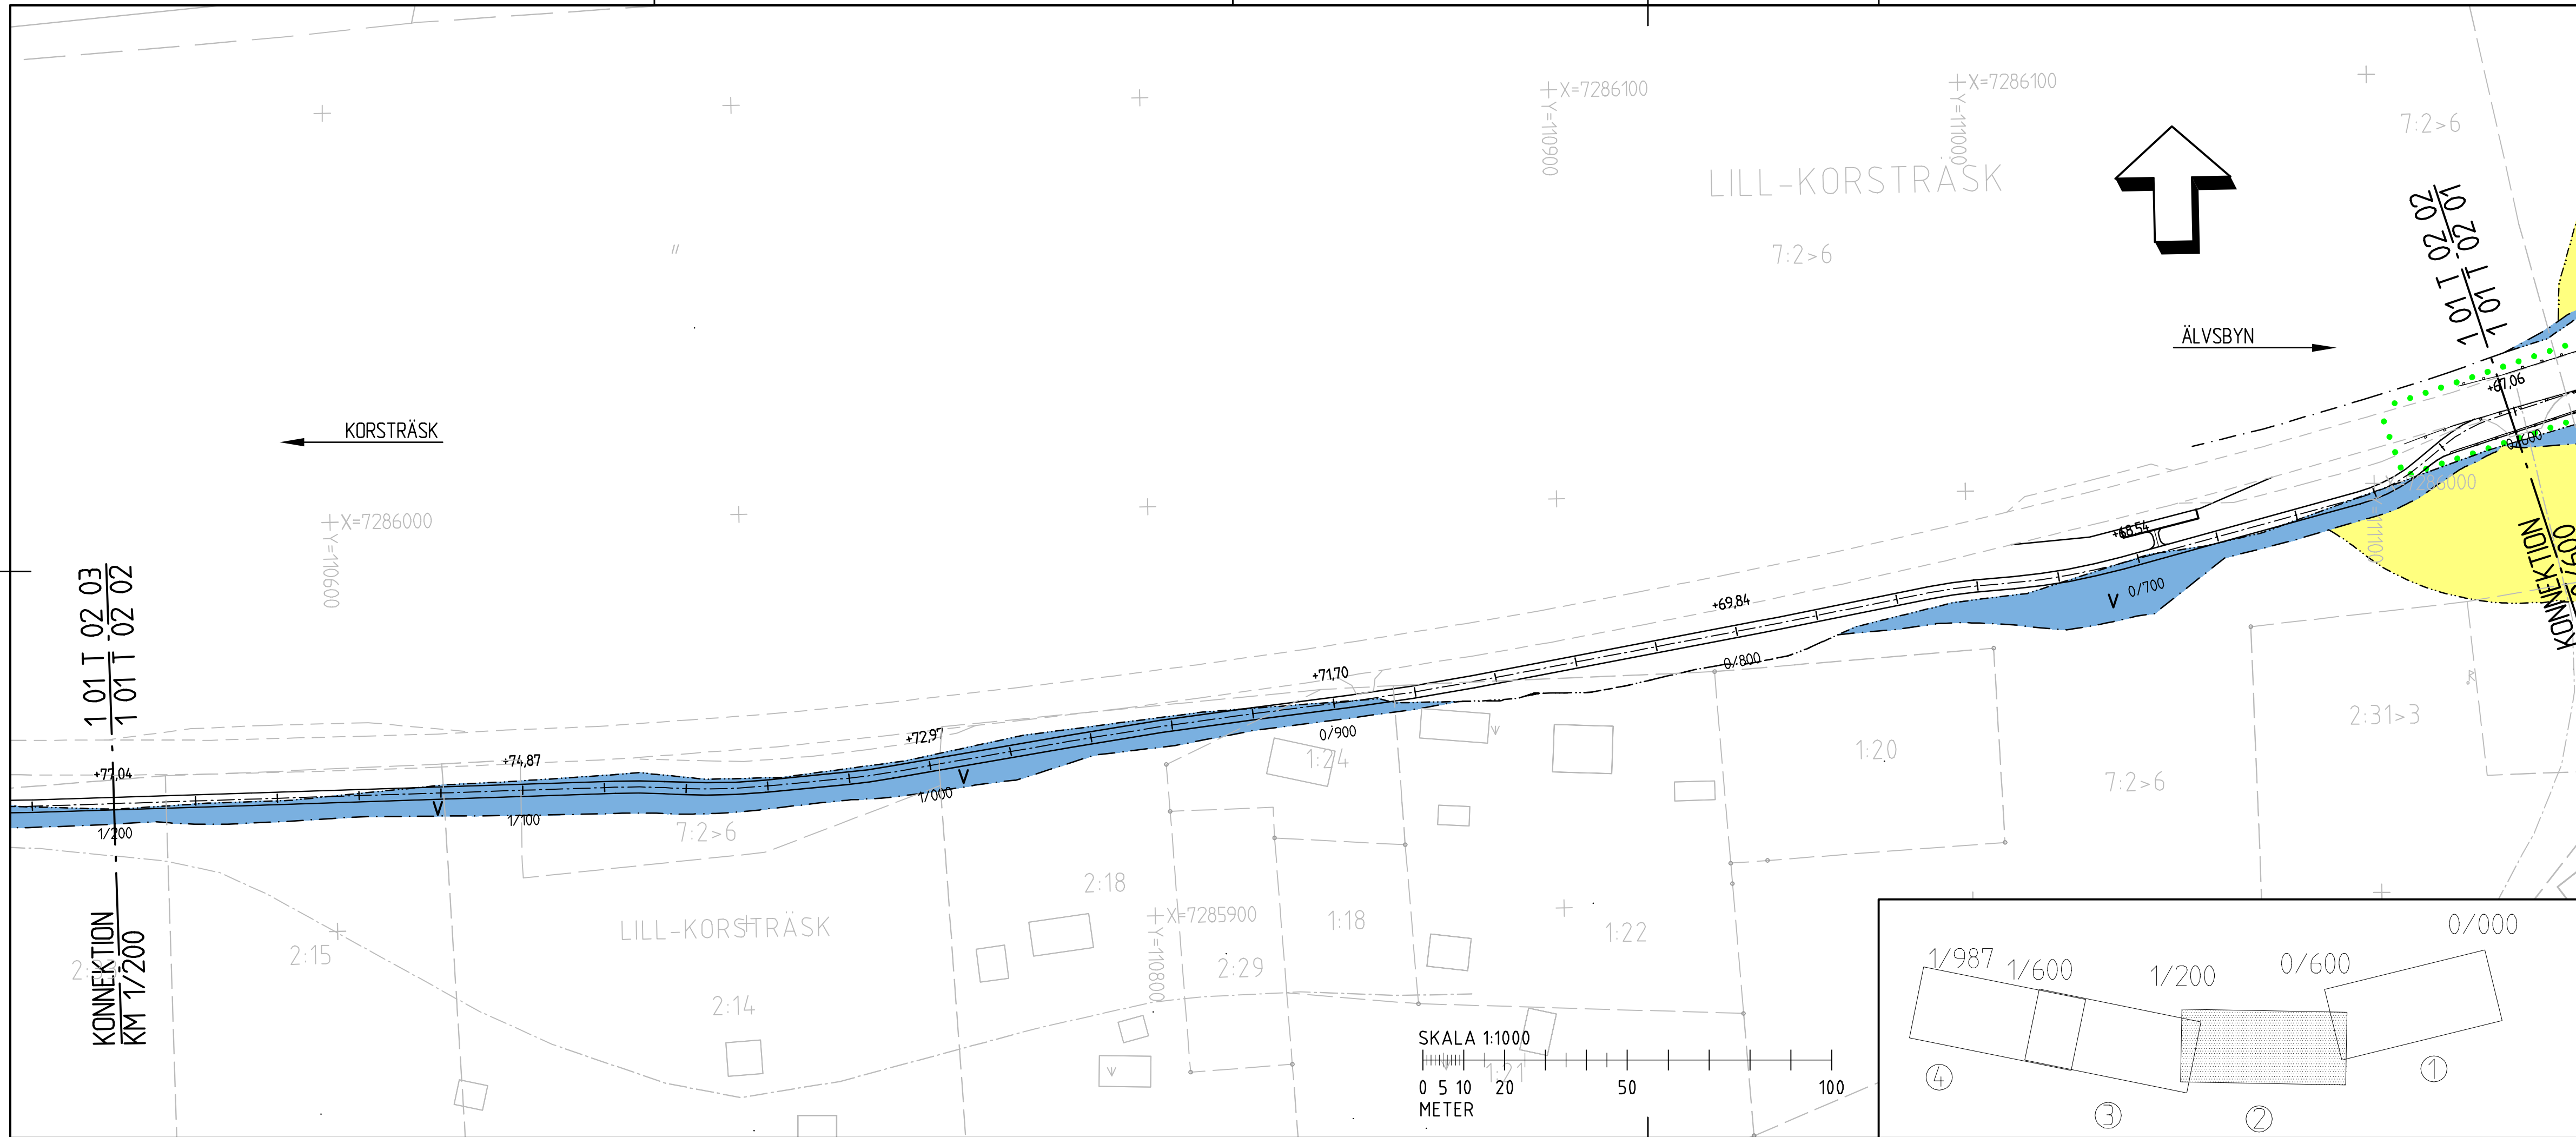 X=7286100
Y=110900
X=7286100
Y=111000
7:2>6
LILL-KORSTRÄSK
7:2>6
1 01 T 02 02
1 01 T 02 01
ÄLVSBYN
KORSTRÄSK
+67,06
0/600
X=7286000
Y=110600
X=7286000
Y=111100
KONNEKTION
0/600
1 01 T 02 03
1 01 T 02 02
+68,54
0/700
V
+69,84
0/800
+71,70
0/900
+72,97
V
1/000
+74,87
V
1/100
+77,04
1/200
KONNEKTION
KM 1/200
7:2>6
1:24
1:20
2:31>3
7:2>6
2:18
LILL-KORSTRÄSK
X=7285900
Y=110800
1:18
1:22
2:15
2:29
2:14
1:21
SKALA 1:1000
0 5 10 20 50 100
METER
0/000
1/987
1/600
1/200
0/600
1
2
3
4